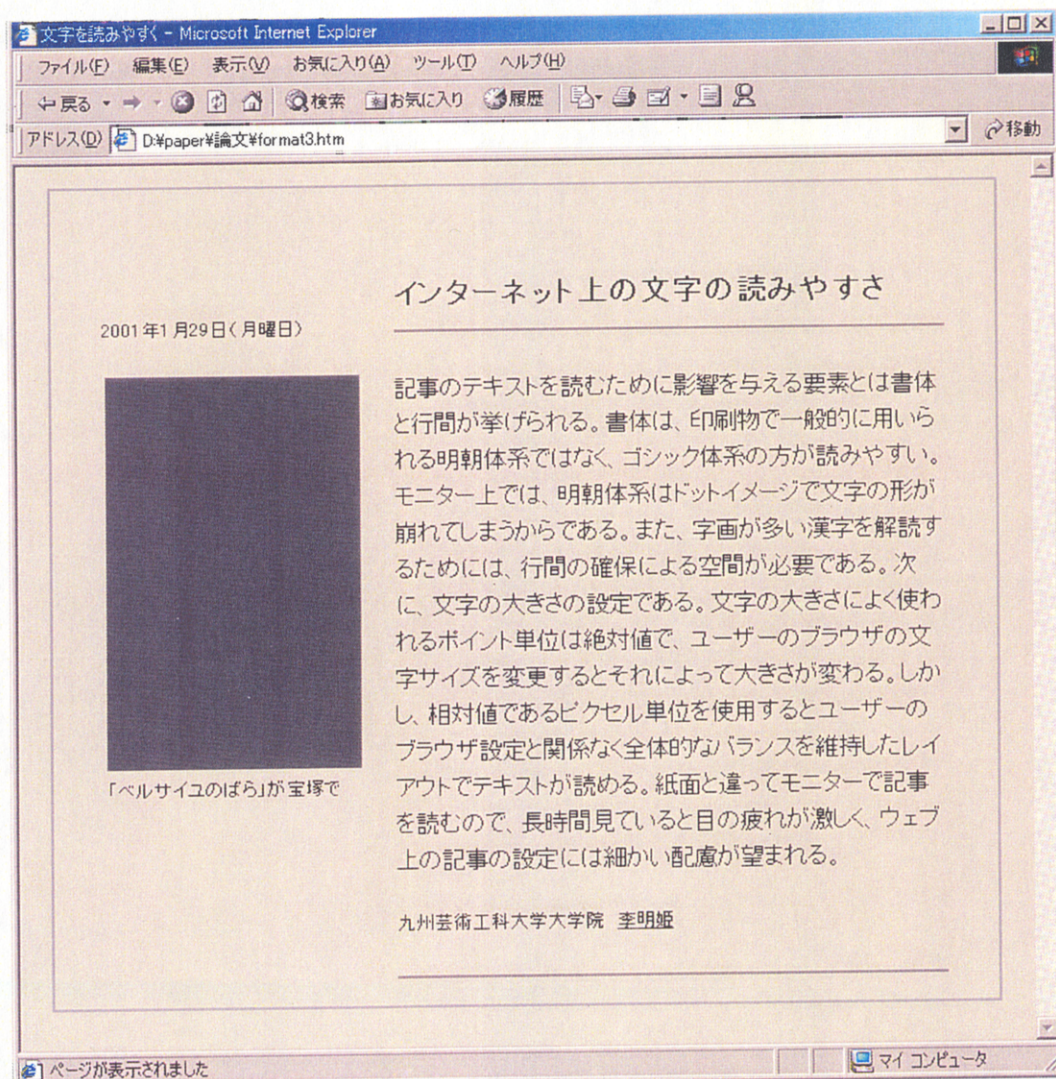 文字を読みやすく - Microsoft Internet Explorer
ファイル(F) 編集(E) 表示(V) お気に入り(A) ツール(T) ヘルプ(H)
戻る 検索 お気に入り 履歴
アドレス(D) D:¥paper¥論文¥format3.htm 移動
インターネット上の文字の読みやすさ
2001年1月29日(月曜日)
記事のテキストを読むために影響を与える要素とは書体
と行間が挙げられる。書体は、印刷物で一般的に用いら
れる明朝体系ではなく、ゴシック体系の方が読みやすい。
モニター上では、明朝体系はドットイメージで文字の形が
崩れてしまうからである。また、字画が多い漢字を解読す
るためには、行間の確保による空間が必要である。次
に、文字の大きさの設定である。文字の大きさによく使わ
れるポイント単位は絶対値で、ユーザーのブラウザの文
字サイズを変更するとそれによって大きさが変わる。しか
し、相対値であるピクセル単位を使用するとユーザーの
ブラウザ設定と関係なく全体的なバランスを維持したレイ
アウトでテキストが読める。紙面と違ってモニターで記事
を読むので、長時間見ていると目の疲れが激しく、ウェブ
上の記事の設定には細かい配慮が望まれる。
「ベルサイユのばら」が宝塚で
九州芸術工科大学大学院 李明姫
ページが表示されました マイ コンピュータ